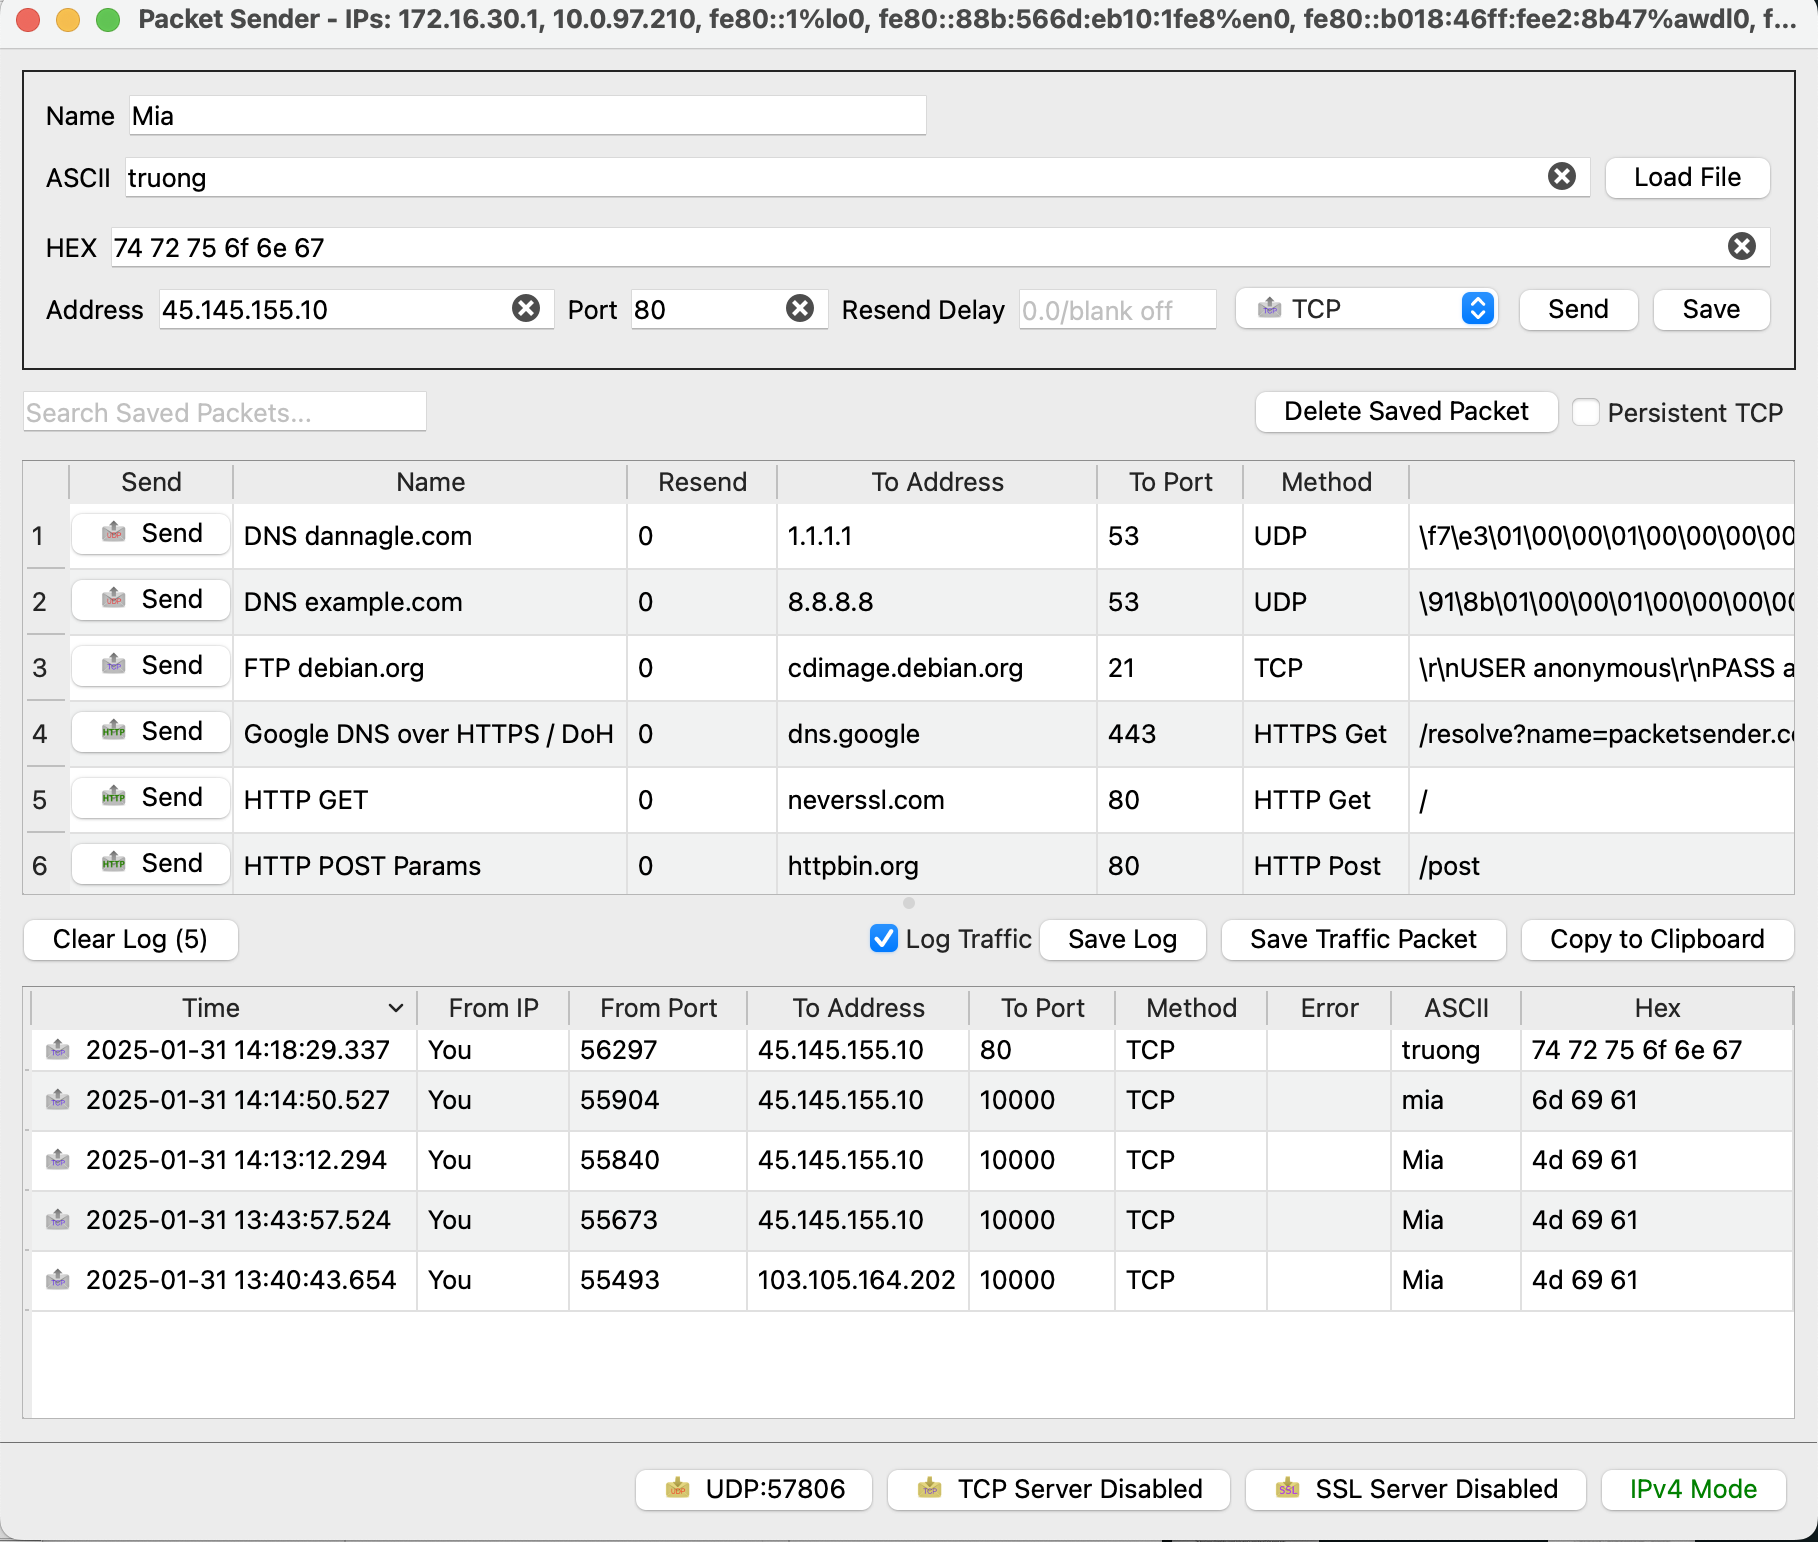 Packet Sender - IPs: 172.16.30.1, 10.0.97.210, fe80::1%lo0, fe80::88b:566d:eb10:1fe8%en0, fe80::b018:46ff:fee2:8b47%awdl0, f...
Name Mia
ASCII truong Load File
HEX 74 72 75 6f 6e 67
Address 45.145.155.10 Port 80 Resend Delay 0.0/blank off TCP Send Save
Search Saved Packets... Delete Saved Packet Persistent TCP
Send Name Resend To Address To Port Method
1 Send DNS dannagle.com 0 1.1.1.1 53 UDP \f7\e3\01\00\00\01\00\00\00\00
2 Send DNS example.com 0 8.8.8.8 53 UDP \91\8b\01\00\00\01\00\00\00\00
3 Send FTP debian.org 0 cdimage.debian.org 21 TCP \r\nUSER anonymous\r\nPASS a
4 Send Google DNS over HTTPS / DoH 0 dns.google 443 HTTPS Get /resolve?name=packetsender.c
5 Send HTTP GET 0 neverssl.com 80 HTTP Get /
6 Send HTTP POST Params 0 httpbin.org 80 HTTP Post /post
Clear Log (5) Log Traffic Save Log Save Traffic Packet Copy to Clipboard
Time From IP From Port To Address To Port Method Error ASCII Hex
TCP 2025-01-31 14:18:29.337 You 56297 45.145.155.10 80 TCP truong 74 72 75 6f 6e 67
TCP 2025-01-31 14:14:50.527 You 55904 45.145.155.10 10000 TCP mia 6d 69 61
TCP 2025-01-31 14:13:12.294 You 55840 45.145.155.10 10000 TCP Mia 4d 69 61
TCP 2025-01-31 13:43:57.524 You 55673 45.145.155.10 10000 TCP Mia 4d 69 61
TCP 2025-01-31 13:40:43.654 You 55493 103.105.164.202 10000 TCP Mia 4d 69 61
UDP:57806 TCP Server Disabled SSL Server Disabled IPv4 Mode